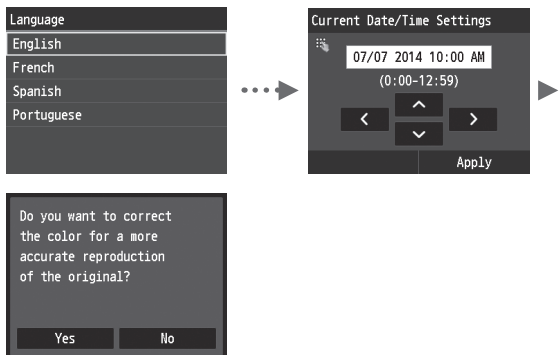 Language
English
French
Spanish
Portuguese
Current Date/Time Settings
07/07 2014 10:00 AM
(0:00-12:59)
Apply
Do you want to correct
the color for a more
accurate reproduction
of the original?
Yes
No